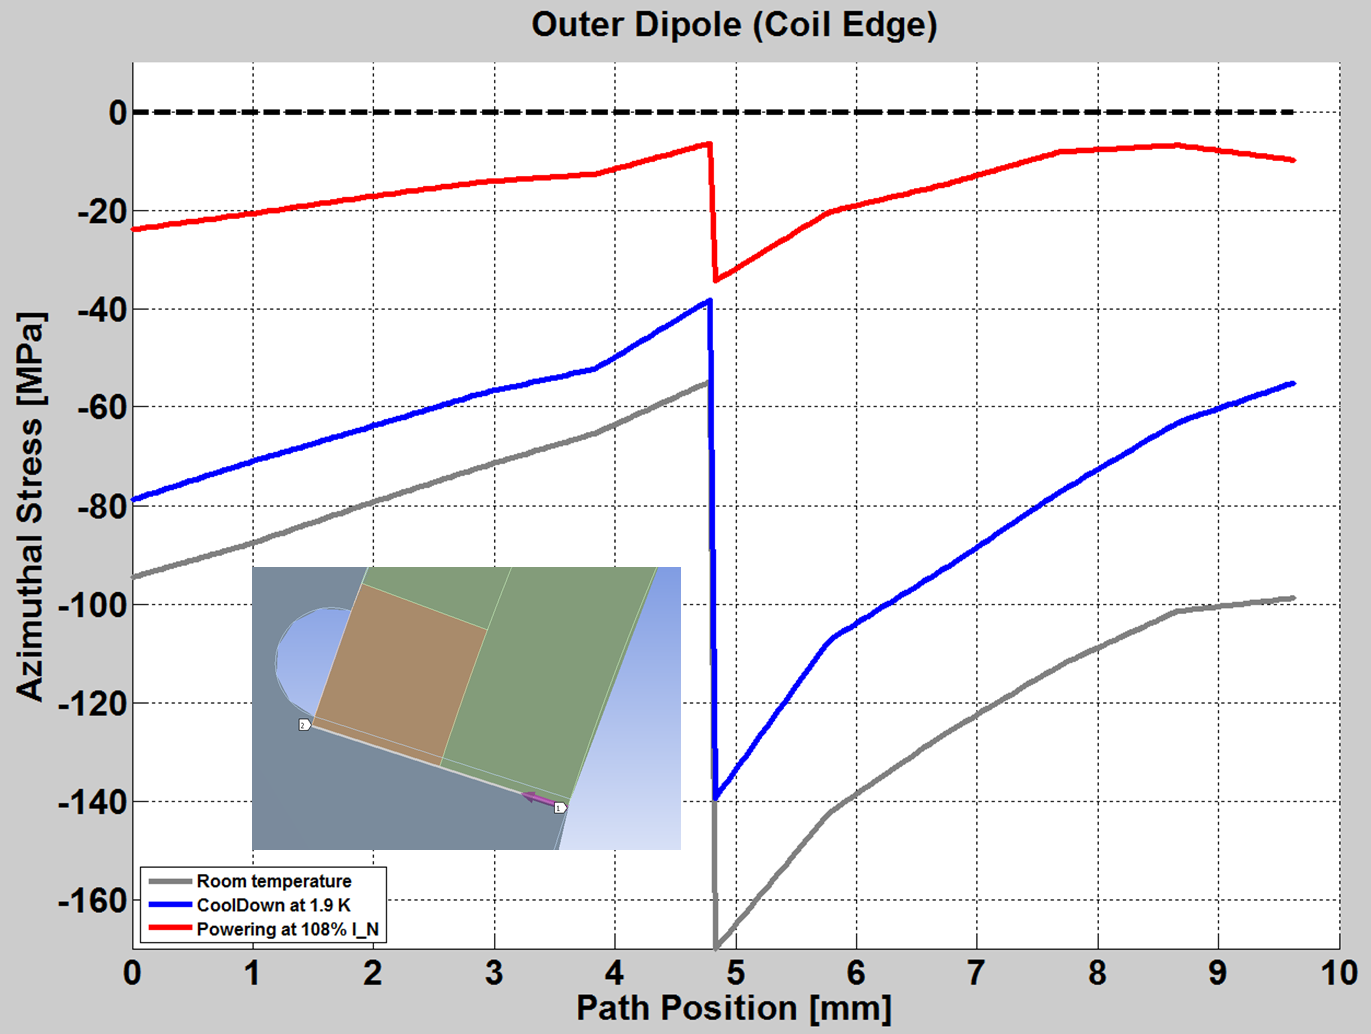 Outer Dipole (Coil Edge)
Azimuthal Stress [MPa]
0
-20
-40
-60
-80
-100
-120
-140
-160
2
1
Room temperature
CoolDown at 1.9 K
Powering at 108% I_N
0 1 2 3 4 5 6 7 8 9 10
Path Position [mm]